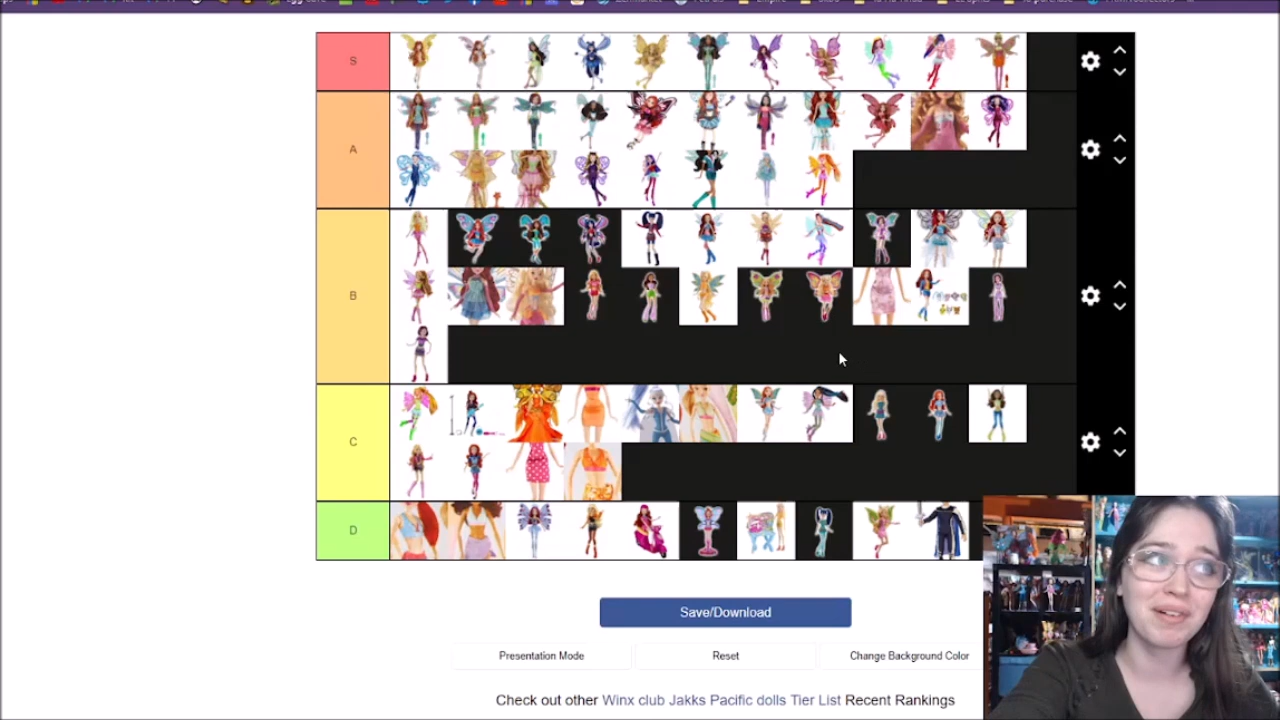 S
A
B
C
D
Save/Download
Presentation Mode Reset Change Background Color
Check out other Winx club Jakks Pacific dolls Tier List Recent Rankings